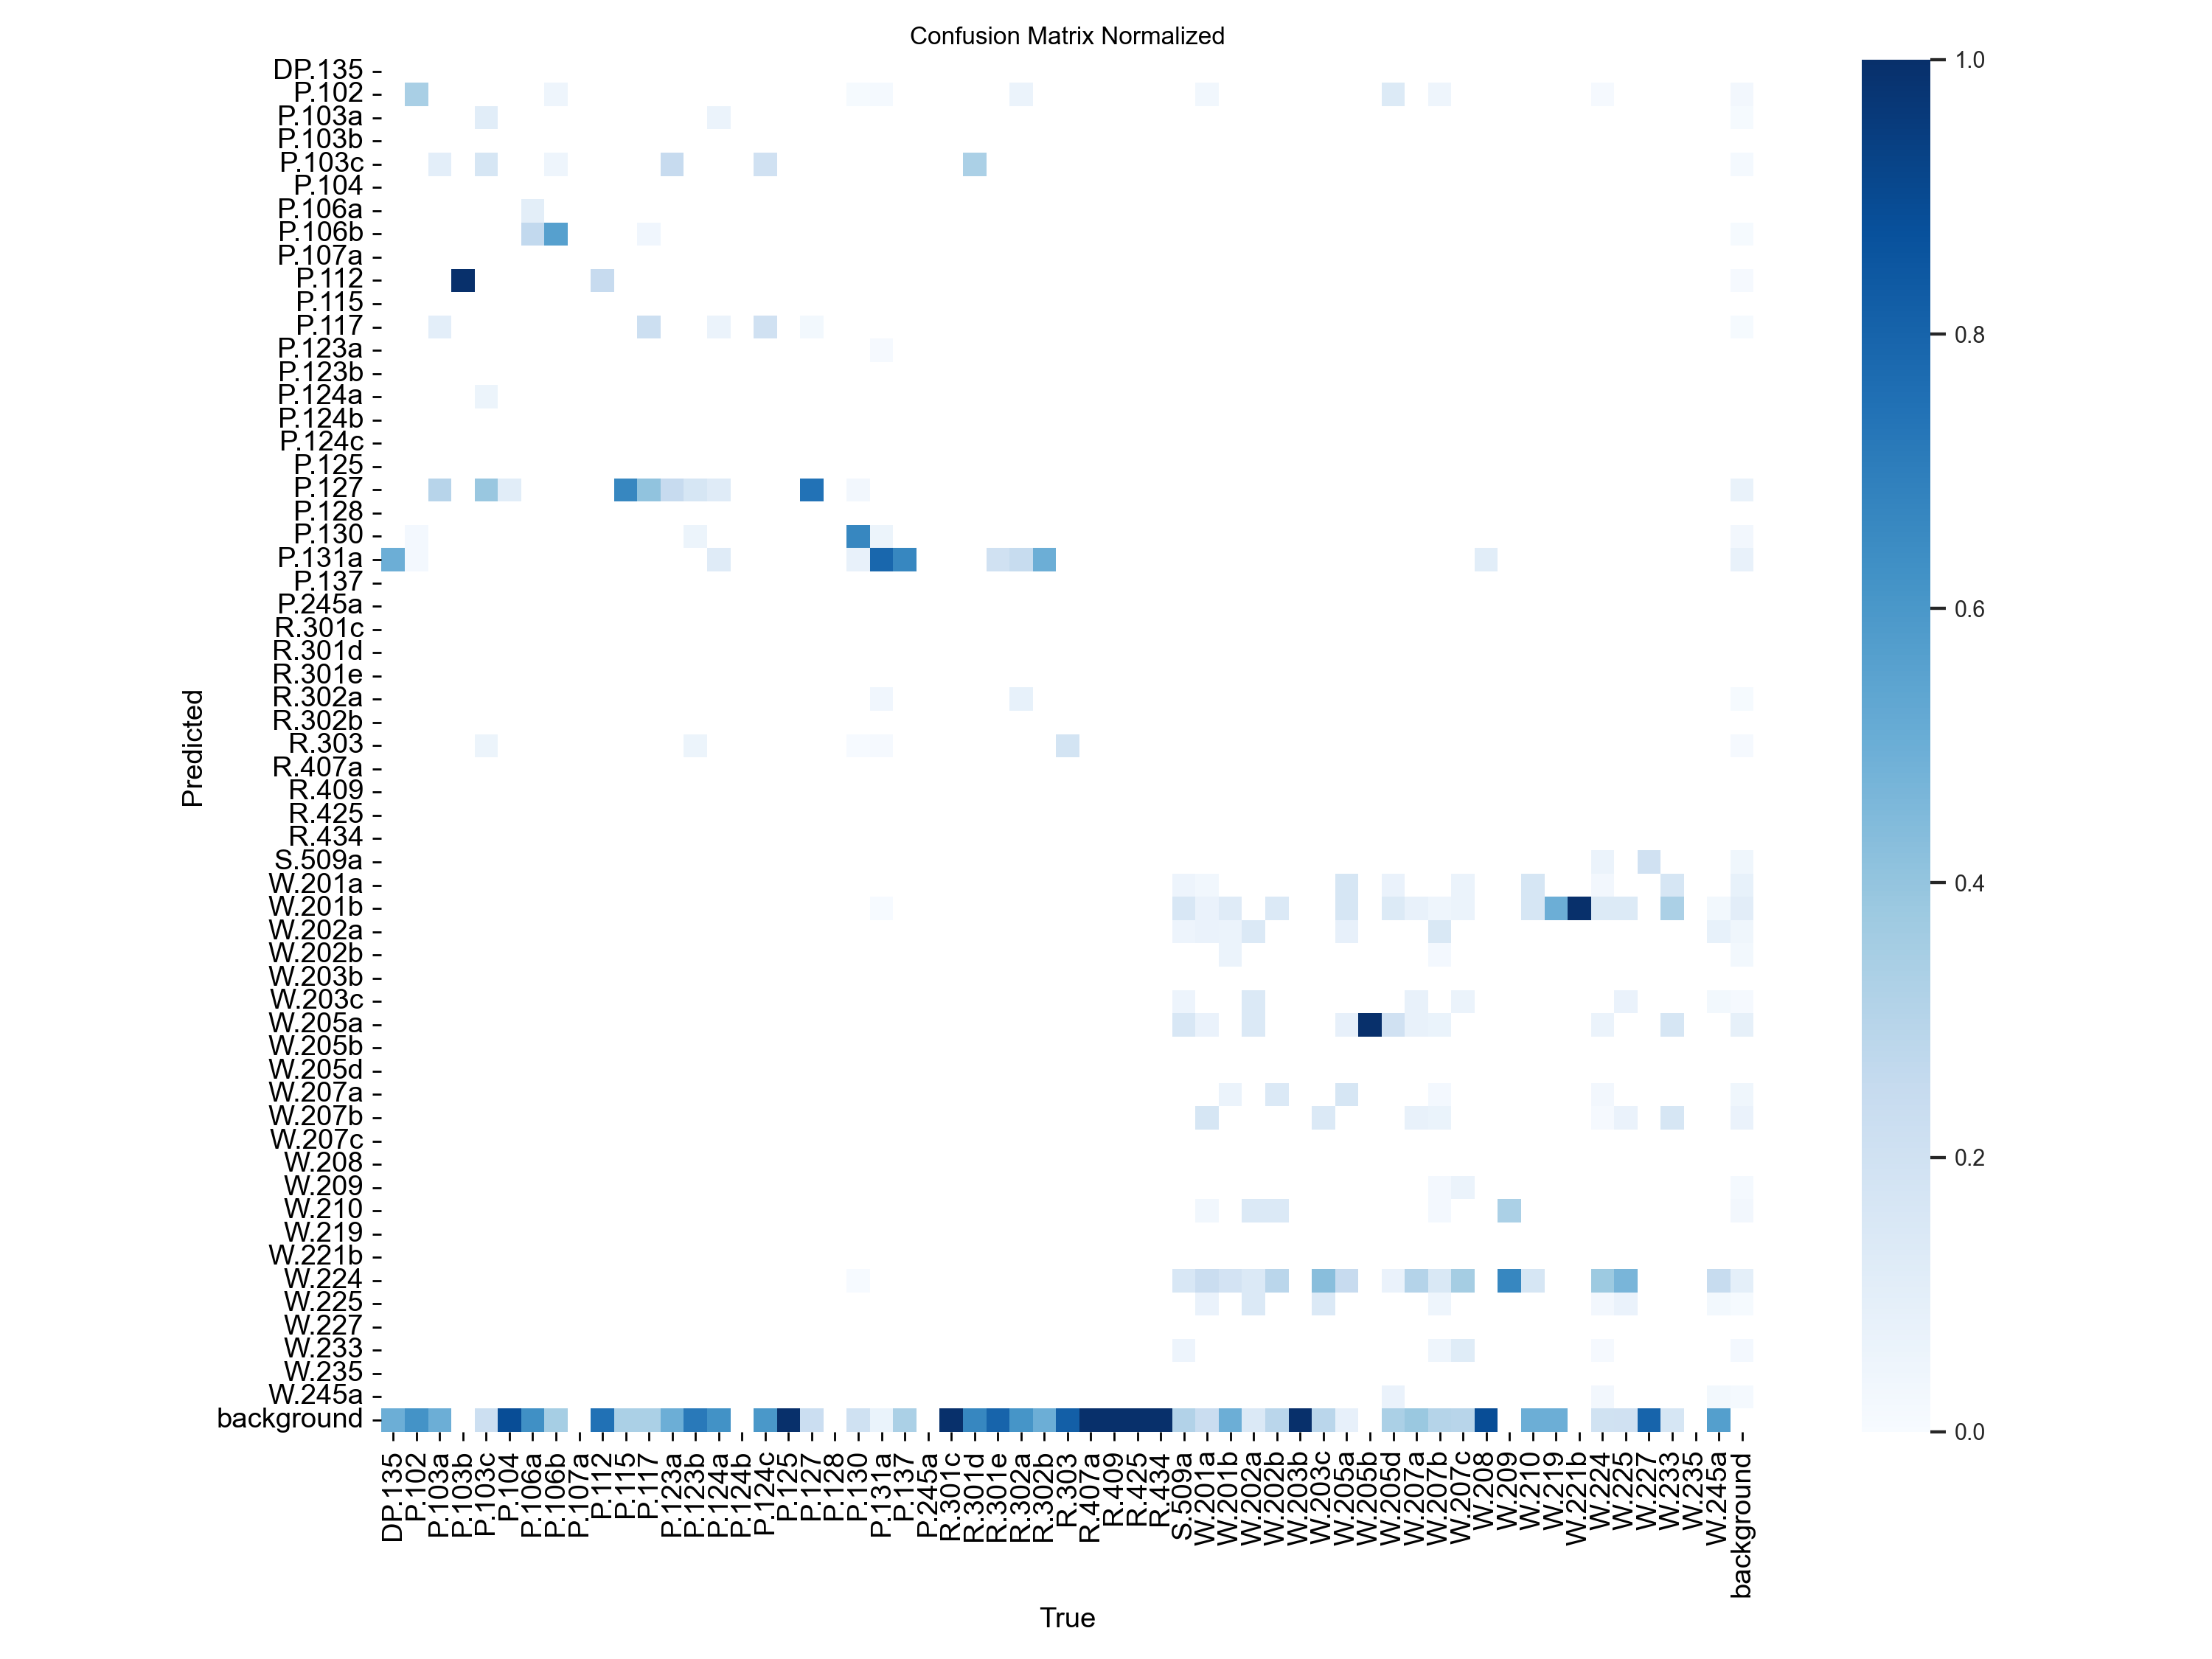 Confusion Matrix Normalized
DP.135
P.102
P.103a
P.103b
P.103c
P.104
P.106a
P.106b
P.107a
P.112
P.115
P.117
P.123a
P.123b
P.124a
P.124b
P.124c
P.125
P.127
P.128
P.130
P.131a
P.137
P.245a
R.301c
R.301d
R.301e
R.302a
R.302b
R.303
R.407a
R.409
R.425
R.434
S.509a
W.201a
W.201b
W.202a
W.202b
W.203b
W.203c
W.205a
W.205b
W.205d
W.207a
W.207b
W.207c
W.208
W.209
W.210
W.219
W.221b
W.224
W.225
W.227
W.233
W.235
W.245a
background
Predicted
DP.135
P.102
P.103a
P.103b
P.103c
P.104
P.106a
P.106b
P.107a
P.112
P.115
P.117
P.123a
P.123b
P.124a
P.124b
P.124c
P.125
P.127
P.128
P.130
P.131a
P.137
P.245a
R.301c
R.301d
R.301e
R.302a
R.302b
R.303
R.407a
R.409
R.425
R.434
S.509a
W.201a
W.201b
W.202a
W.202b
W.203b
W.203c
W.205a
W.205b
W.205d
W.207a
W.207b
W.207c
W.208
W.209
W.210
W.219
W.221b
W.224
W.225
W.227
W.233
W.235
W.245a
background
True
1.0
0.8
0.6
0.4
0.2
0.0